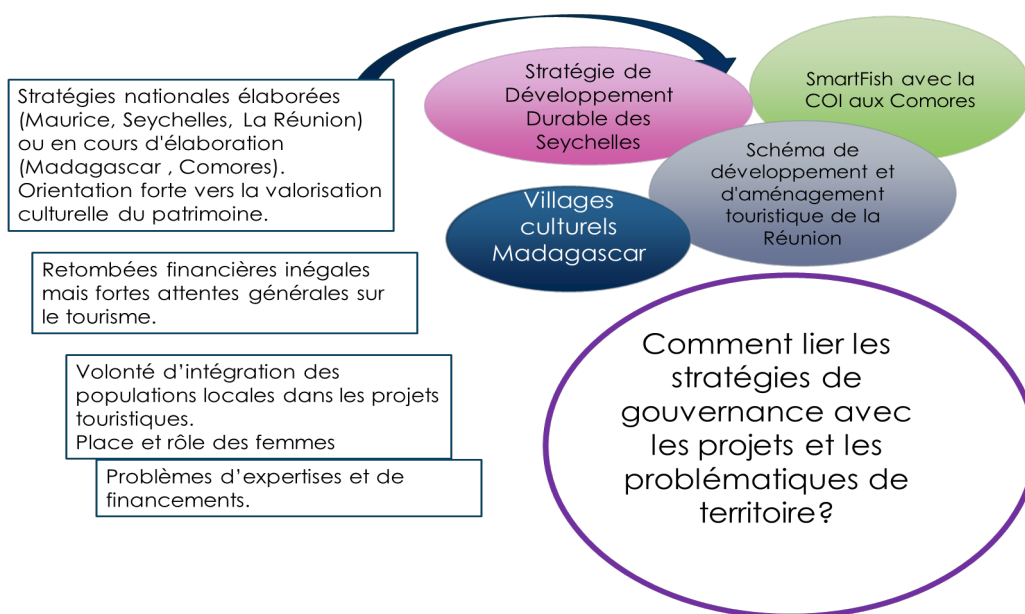 Stratégies nationales élaborées
(Maurice, Seychelles, La Réunion)
ou en cours d'élaboration
(Madagascar , Comores).
Orientation forte vers la valorisation
culturelle du patrimoine.
Retombées financières inégales
mais fortes attentes générales sur
le tourisme.
Volonté d’intégration des
populations locales dans les projets
touristiques.
Place et rôle des femmes
Problèmes d’expertises et de
financements.
Stratégie de
Développement
Durable des
Seychelles
SmartFish avec la
COI aux Comores
Schéma de
développement et
d'aménagement
touristique de la
Réunion
Villages
culturels
Madagascar
Comment lier les
stratégies de
gouvernance avec
les projets et les
problématiques de
territoire?